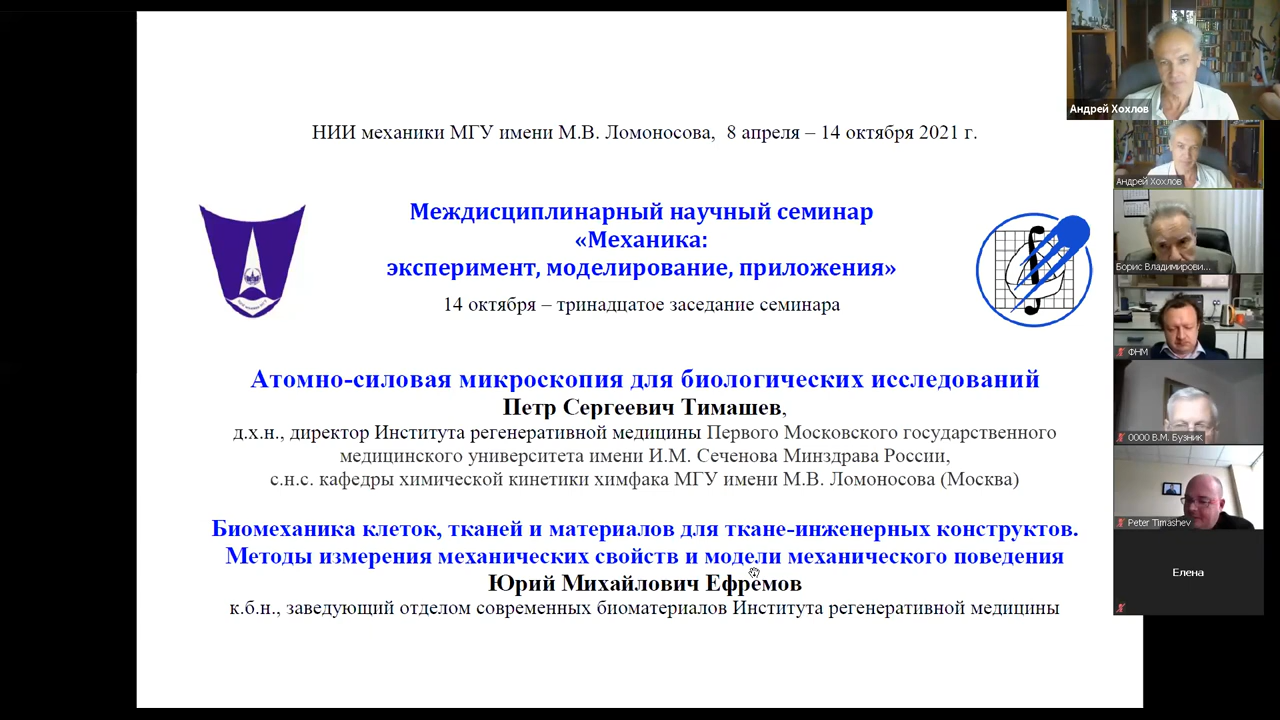 НИИ механики МГУ имени М.В. Ломоносова,  8 апреля – 14 октября 2021 г.
Междисциплинарный научный семинар
«Механика:
эксперимент, моделирование, приложения»
14 октября – тринадцатое заседание семинара
Атомно-силовая микроскопия для биологических исследований
Петр Сергеевич Тимашев,
д.х.н., директор Института регенеративной медицины Первого Московского государственного
медицинского университета имени И.М. Сеченова Минздрава России,
с.н.с. кафедры химической кинетики химфака МГУ имени М.В. Ломоносова (Москва)
Биомеханика клеток, тканей и материалов для ткане-инженерных конструктов.
Методы измерения механических свойств и модели механического поведения
Юрий Михайлович Ефремов
к.б.н., заведующий отделом современных биоматериалов Института регенеративной медицины
Андрей Хохлов
Андрей Хохлов
Борис Владимирови...
ФНМ
0000 В.М. Бузник
Peter Timashev
Елена